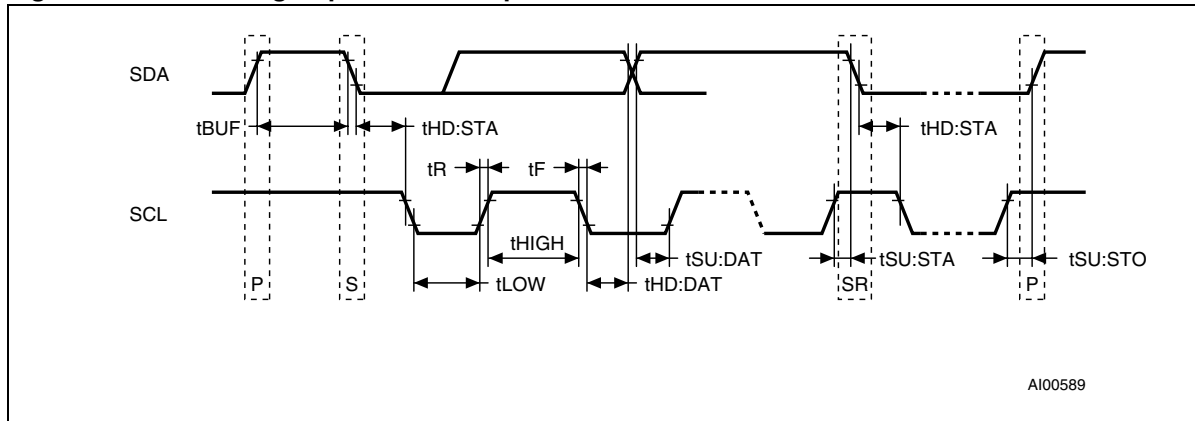 SDA
tBUF
tHD:STA
tHD:STA
tR
tF
SCL
tHIGH
tSU:DAT
tSU:STA
tSU:STO
P
S
tLOW
tHD:DAT
SR
P
AI00589